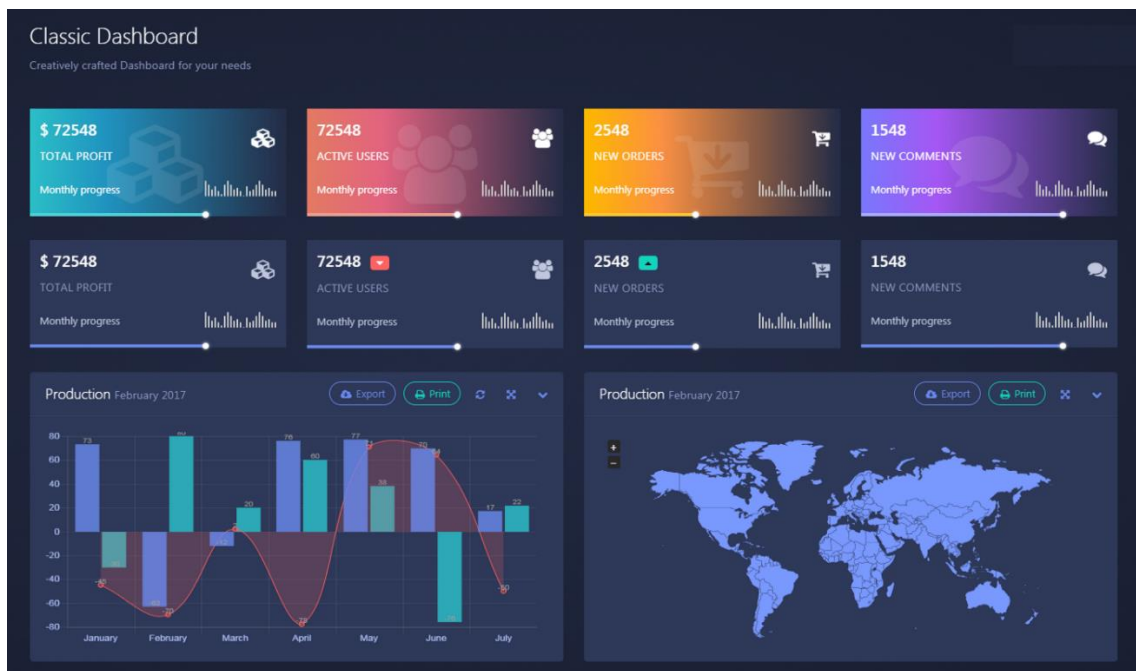 Classic Dashboard
Creatively crafted Dashboard for your needs
$ 72548
TOTAL PROFIT
Monthly progress
72548
ACTIVE USERS
Monthly progress
2548
NEW ORDERS
Monthly progress
1548
NEW COMMENTS
Monthly progress
$ 72548
TOTAL PROFIT
Monthly progress
72548
ACTIVE USERS
Monthly progress
2548
NEW ORDERS
Monthly progress
1548
NEW COMMENTS
Monthly progress
Production February 2017 Export Print
80
60
40
20
0
-20
-40
-60
-80
73
76
60
77
38
70
20
17
22
January February March April May June July
Production February 2017 Export Print
+
−